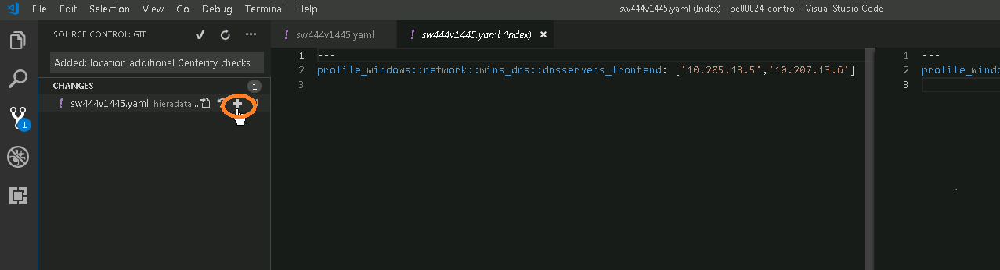 File Edit Selection View Go Debug Terminal Help
sw444v1445.yaml (Index) - pe00024-control - Visual Studio Code
SOURCE CONTROL: GIT
! sw444v1445.yaml
! sw444v1445.yaml (Index)
Added: location additional Centerity checks
CHANGES 1
! sw444v1445.yaml hieradata...
1
1 ---
2 profile_windows::network::wins_dns::dnsservers_frontend: ['10.205.13.5','10.207.13.6']
3
1 ---
2 profile_windo
3